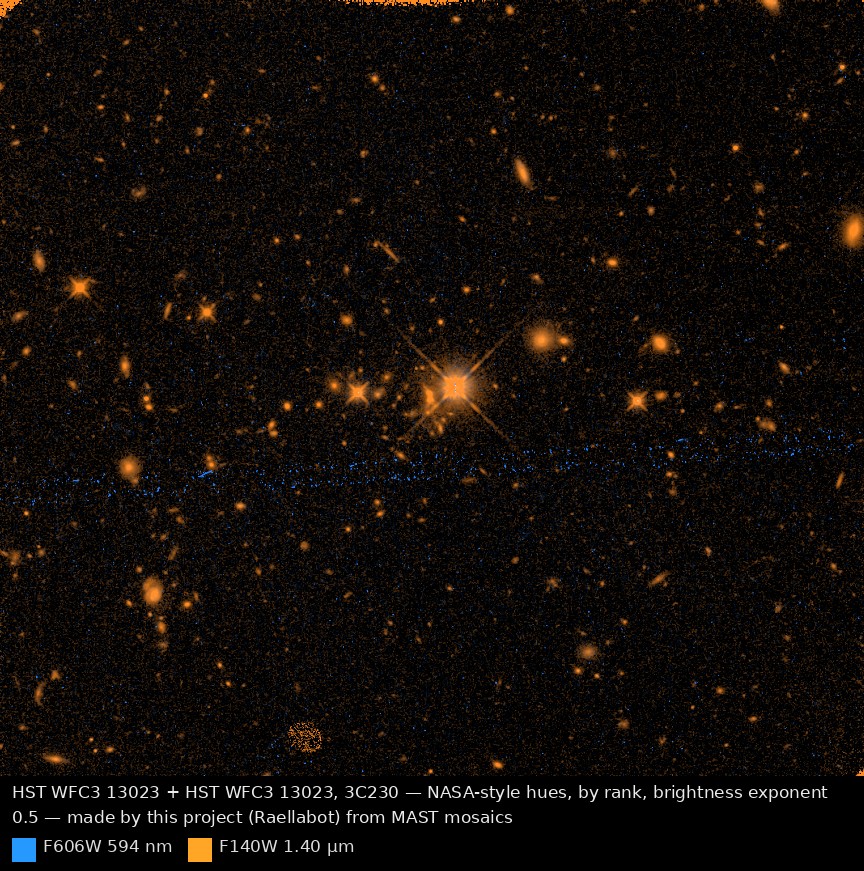 HST WFC3 13023 + HST WFC3 13023, 3C230 — NASA-style hues, by rank, brightness exponent
0.5 — made by this project (Raellabot) from MAST mosaics
F606W 594 nm F140W 1.40 µm